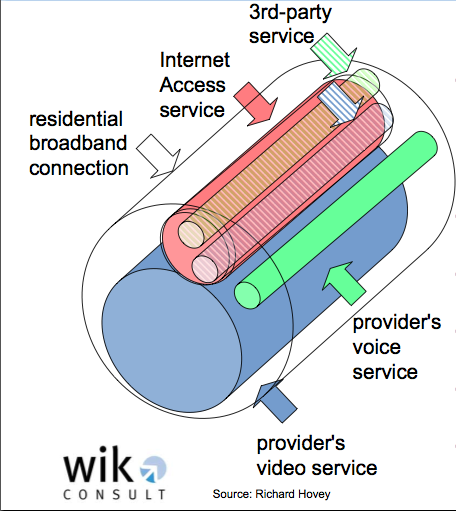 3rd-party
service
Internet
Access
service
residential
broadband
connection
provider's
voice
service
provider's
video service
wik
CONSULT
Source: Richard Hovey